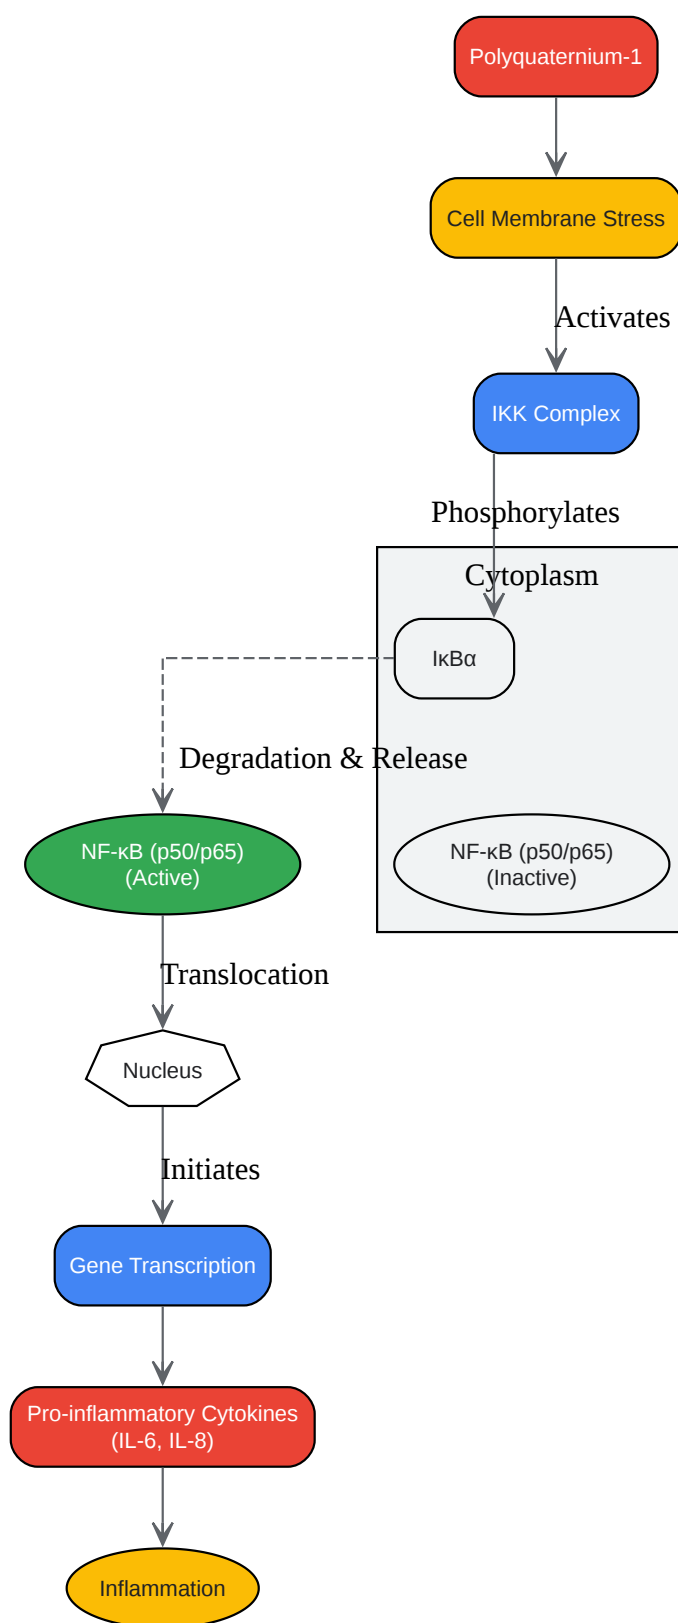 Polyquaternium-1
Cell Membrane Stress
Activates
IKK Complex
Phosphorylates
Cytoplasm
IκBα
Degradation & Release
NF-κB (p50/p65)
(Active)
NF-κB (p50/p65)
(Inactive)
Translocation
Nucleus
Initiates
Gene Transcription
Pro-inflammatory Cytokines
(IL-6, IL-8)
Inflammation